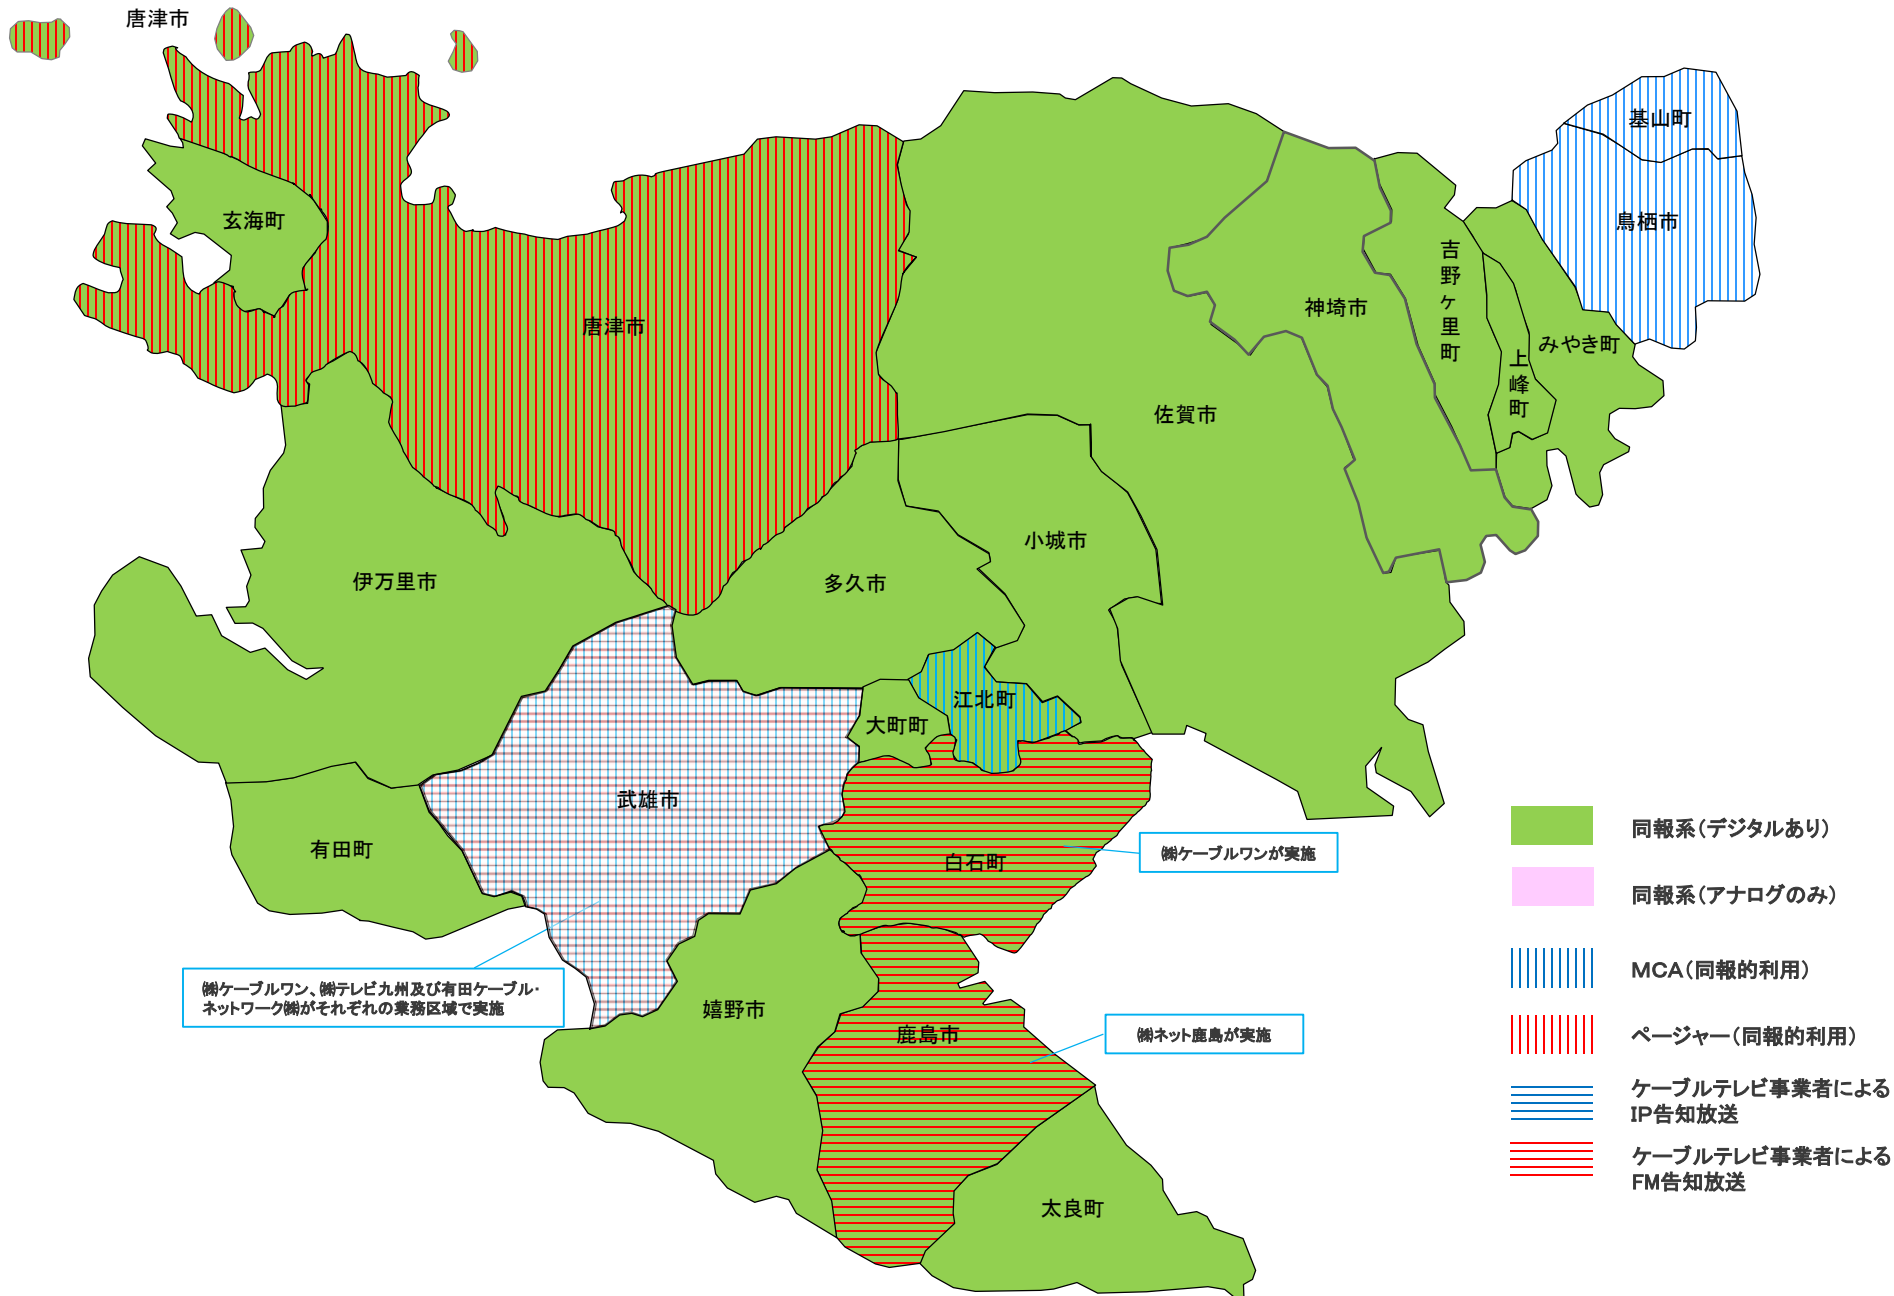 唐津市
基山町
鳥栖市
玄海町
吉野ヶ里町
神埼市
唐津市
みやき町
上峰町
佐賀市
小城市
伊万里市
多久市
江北町
大町町
武雄市
有田町
白石町
㈱ケーブルワンが実施
㈱ケーブルワン、㈱テレビ九州及び有田ケーブル・
ネットワーク㈱がそれぞれの業務区域で実施
嬉野市
鹿島市
㈱ネット鹿島が実施
太良町
同報系(デジタルあり)
同報系(アナログのみ)
MCA(同報的利用)
ページャー(同報的利用)
ケーブルテレビ事業者による
IP告知放送
ケーブルテレビ事業者による
FM告知放送